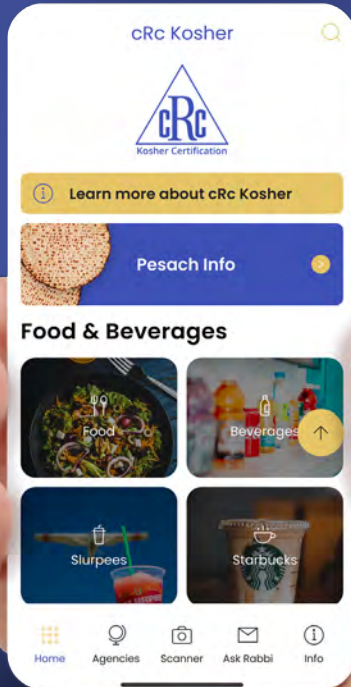 cRc Kosher
cRc
Kosher Certification
Learn more about cRc Kosher
Pesach Info
Food & Beverages
Food
Beverages
Slurpees
Starbucks
Home
Agencies
Scanner
Ask Rabbi
Info